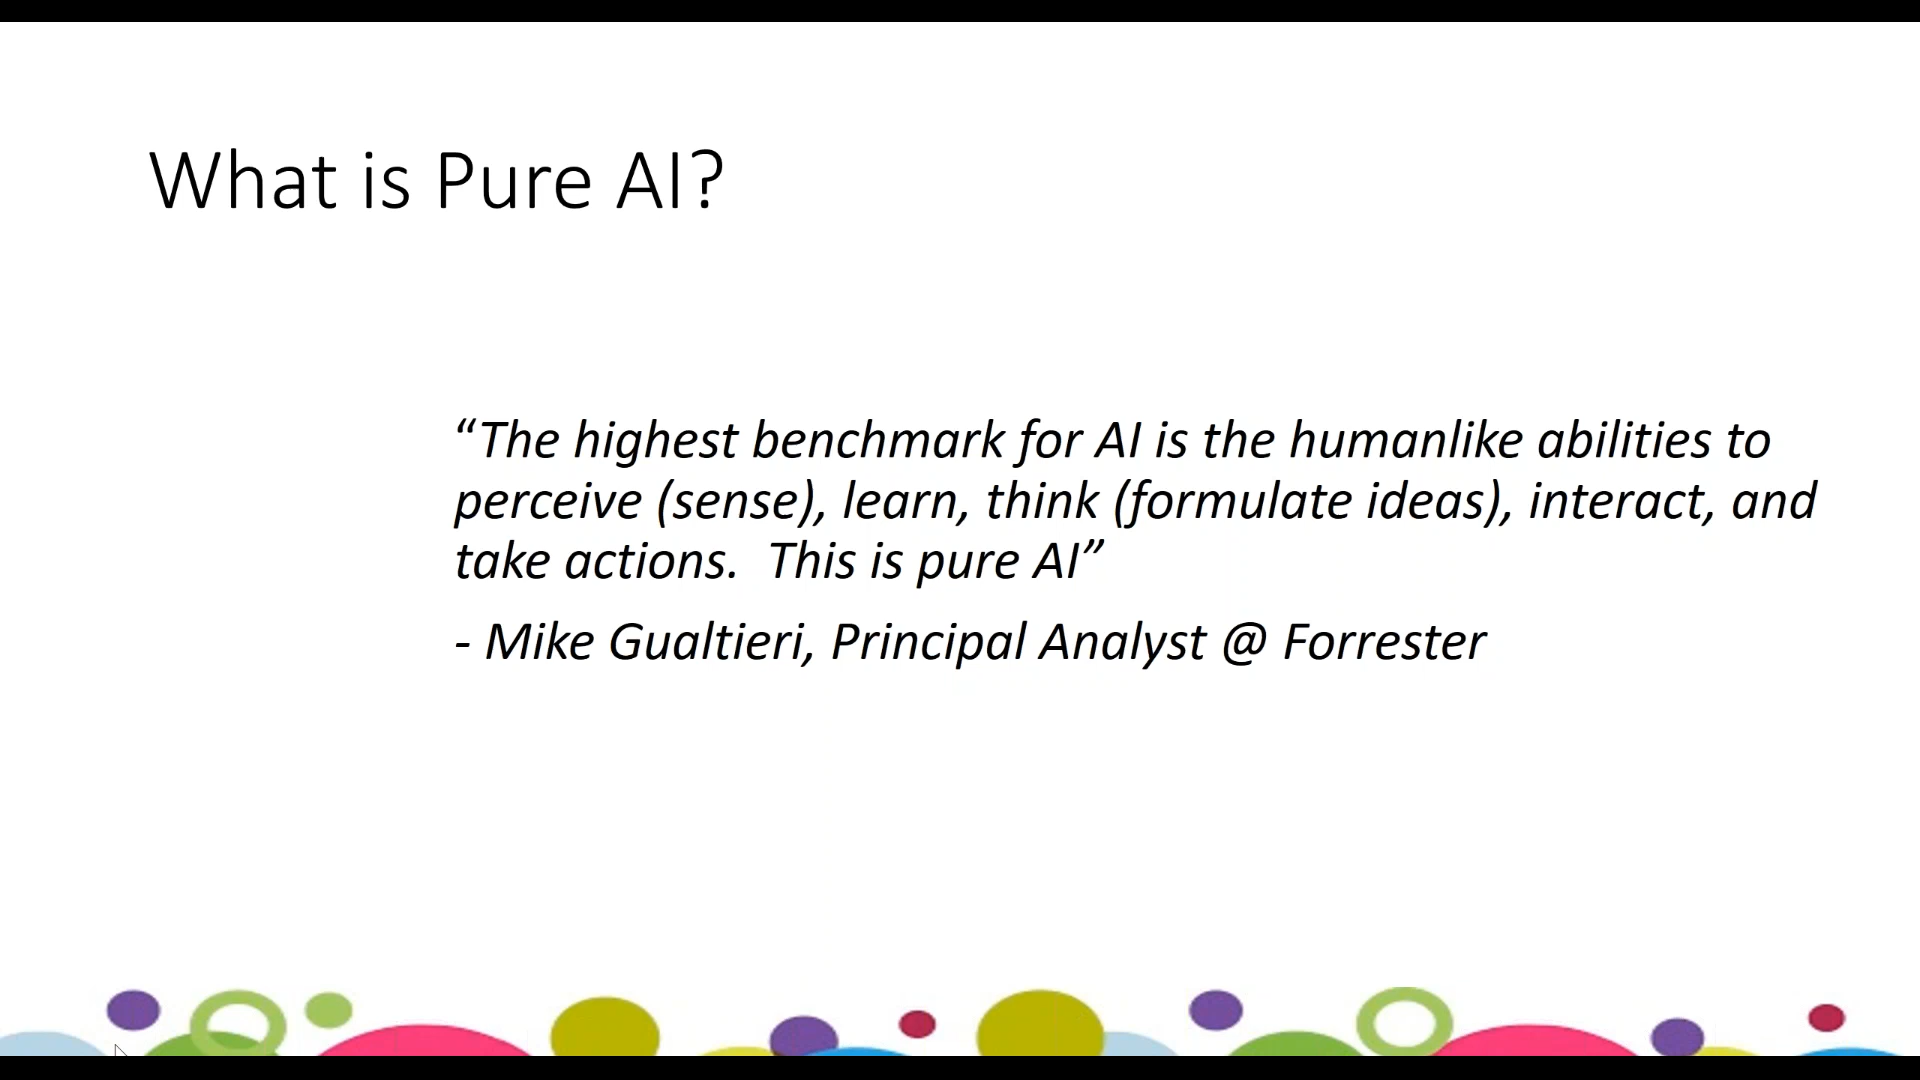 What is Pure AI?
“The highest benchmark for AI is the humanlike abilities to
perceive (sense), learn, think (formulate ideas), interact, and
take actions.  This is pure AI”
- Mike Gualtieri, Principal Analyst @ Forrester